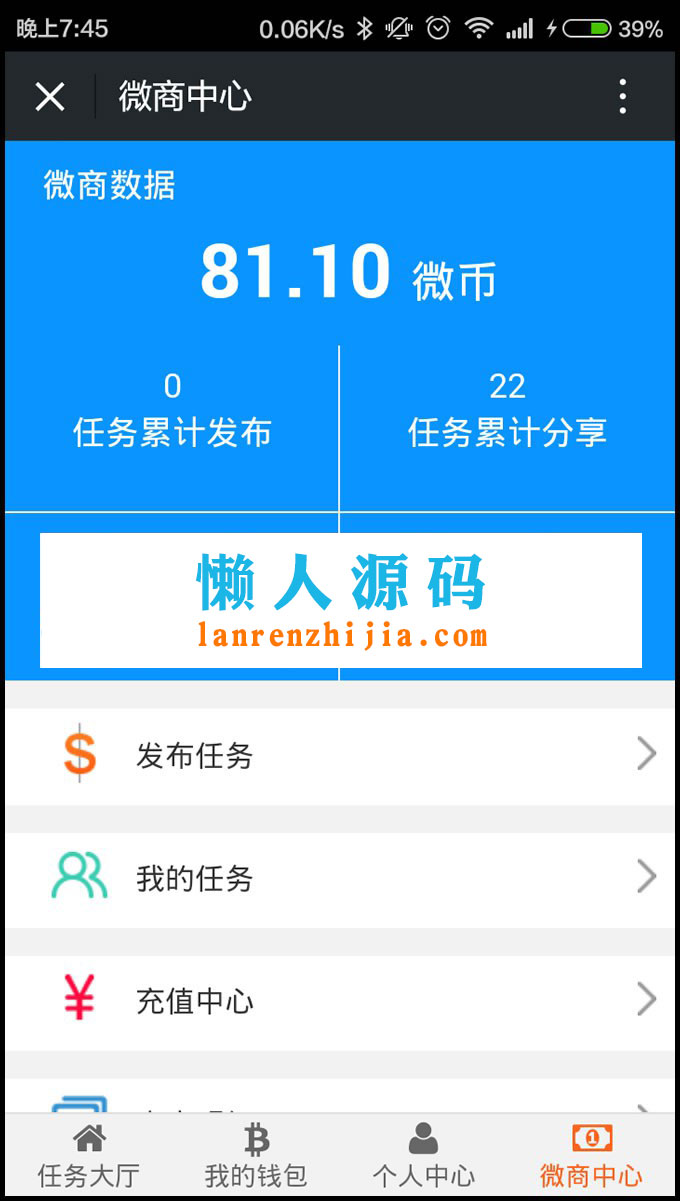 晚上7:45 0.06K/s 39%
微商中心
微商数据
81.10 微币
0 22
任务累计发布 任务累计分享
懒人源码
lanrenzhijia.com
发布任务
我的任务
充值中心
任务大厅 我的钱包 个人中心 微商中心